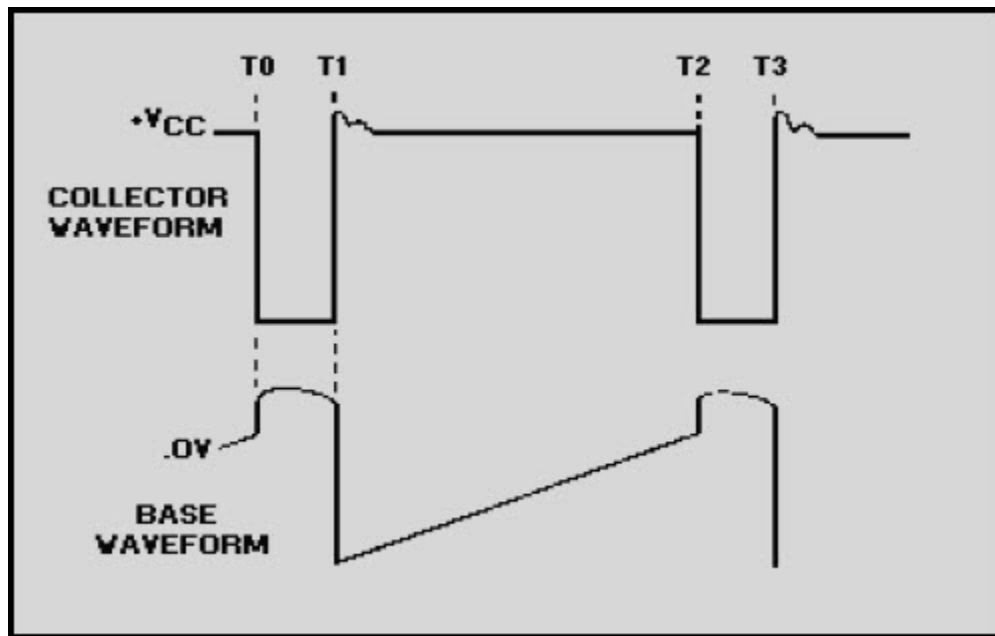 T0 T1 T2 T3
+VCC
COLLECTOR
WAVEFORM
.0V
BASE
WAVEFORM